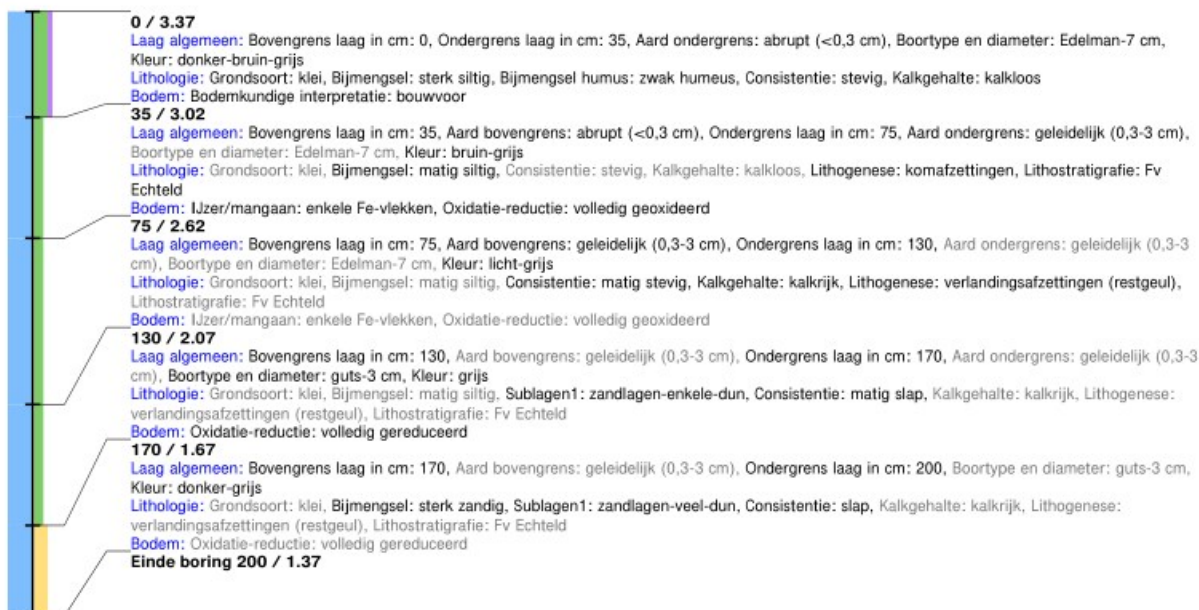 0 / 3.37
Laag algemeen: Bovengrens laag in cm: 0, Ondergrens laag in cm: 35, Aard ondergrens: abrupt (<0,3 cm), Boortype en diameter: Edelman-7 cm,
Kleur: donker-bruin-grijs
Lithologie: Grondsoort: klei, Bijmengsel: sterk siltig, Bijmengsel humus: zwak humeus, Consistentie: stevig, Kalkgehalte: kalkloos
Bodem: Bodemkundige interpretatie: bouwvoor
35 / 3.02
Laag algemeen: Bovengrens laag in cm: 35, Aard bovengrens: abrupt (<0,3 cm), Ondergrens laag in cm: 75, Aard ondergrens: geleidelijk (0,3-3 cm),
Boortype en diameter: Edelman-7 cm, Kleur: bruin-grijs
Lithologie: Grondsoort: klei, Bijmengsel: matig siltig, Consistentie: stevig, Kalkgehalte: kalkloos, Lithogenese: komafzettingen, Lithostratigrafie: Fv
Echteld
Bodem: IJzer/mangaan: enkele Fe-vlekken, Oxidatie-reductie: volledig geoxideerd
75 / 2.62
Laag algemeen: Bovengrens laag in cm: 75, Aard bovengrens: geleidelijk (0,3-3 cm), Ondergrens laag in cm: 130, Aard ondergrens: geleidelijk (0,3-3
cm), Boortype en diameter: Edelman-7 cm, Kleur: licht-grijs
Lithologie: Grondsoort: klei, Bijmengsel: matig siltig, Consistentie: matig stevig, Kalkgehalte: kalkrijk, Lithogenese: verlandingsafzettingen (restgeul),
Lithostratigrafie: Fv Echteld
Bodem: IJzer/mangaan: enkele Fe-vlekken, Oxidatie-reductie: volledig geoxideerd
130 / 2.07
Laag algemeen: Bovengrens laag in cm: 130, Aard bovengrens: geleidelijk (0,3-3 cm), Ondergrens laag in cm: 170, Aard ondergrens: geleidelijk (0,3-3
cm), Boortype en diameter: guts-3 cm, Kleur: grijs
Lithologie: Grondsoort: klei, Bijmengsel: matig siltig, Sublagen1: zandlagen-enkele-dun, Consistentie: matig slap, Kalkgehalte: kalkrijk, Lithogenese:
verlandingsafzettingen (restgeul), Lithostratigrafie: Fv Echteld
Bodem: Oxidatie-reductie: volledig gereduceerd
170 / 1.67
Laag algemeen: Bovengrens laag in cm: 170, Aard bovengrens: geleidelijk (0,3-3 cm), Ondergrens laag in cm: 200, Boortype en diameter: guts-3 cm,
Kleur: donker-grijs
Lithologie: Grondsoort: klei, Bijmengsel: sterk zandig, Sublagen1: zandlagen-veel-dun, Consistentie: slap, Kalkgehalte: kalkrijk, Lithogenese:
verlandingsafzettingen (restgeul), Lithostratigrafie: Fv Echteld
Bodem: Oxidatie-reductie: volledig gereduceerd
Einde boring 200 / 1.37